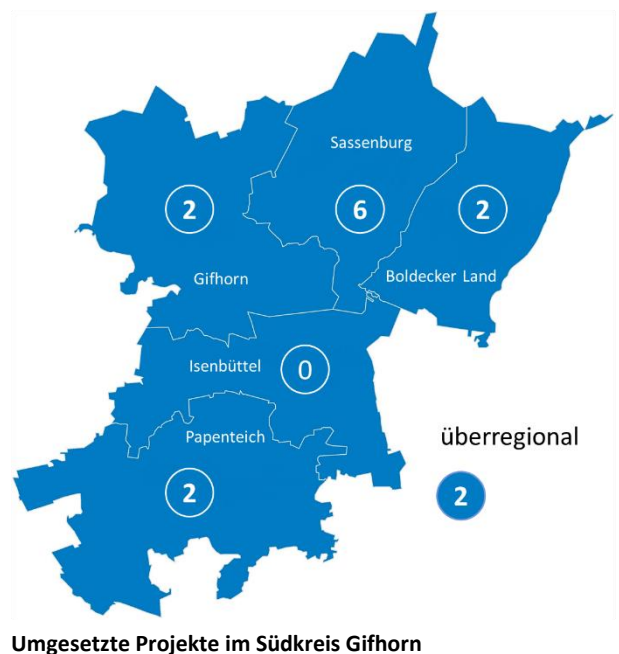 Sassenburg
2
6
2
Gifhorn
Boldecker Land
Isenbüttel
0
Papenteich
überregional
2
2
Umgesetzte Projekte im Südkreis Gifhorn